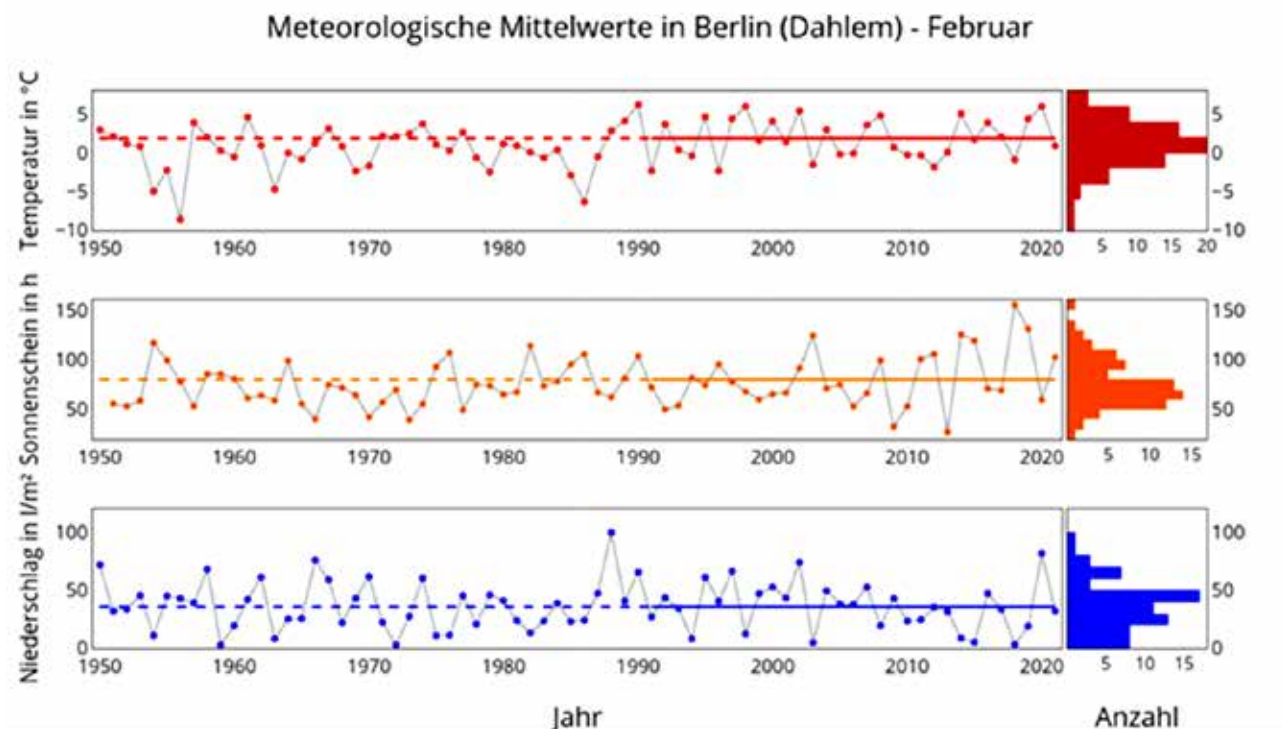 Meteorologische Mittelwerte in Berlin (Dahlem) - Februar
Temperatur in °C
5
0
−5
−10
1950 1960 1970 1980 1990 2000 2010 2020
5
0
−5
−10
5 10 15 20
Sonnenschein in h
150
100
50
1950 1960 1970 1980 1990 2000 2010 2020
150
100
50
5 10 15
Niederschlag in l/m²
100
50
0
1950 1960 1970 1980 1990 2000 2010 2020
100
50
0
5 10 15
Jahr
Anzahl